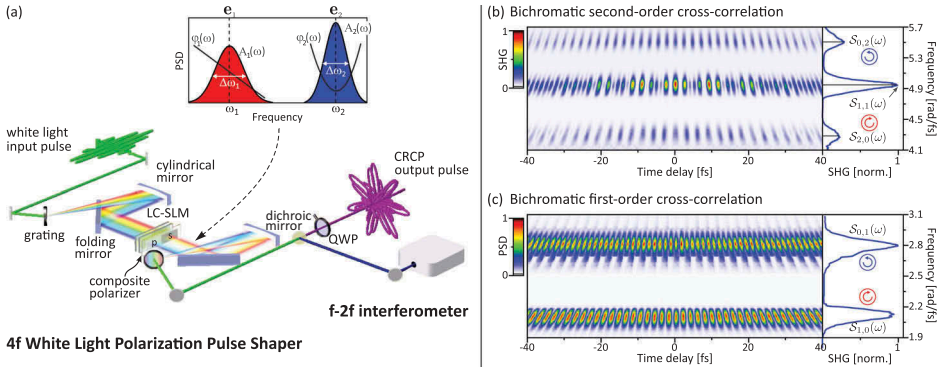 (a)
e1
e2
φ1(ω)
A1(ω)
φ2(ω)
A2(ω)
PSD
Δω1
Δω2
ω1
ω2
Frequency
white light
input pulse
cylindrical
mirror
CRCP
output pulse
LC-SLM
dichroic
mirror
QWP
grating
folding
mirror
p
s
composite
polarizer
f-2f interferometer
4f White Light Polarization Pulse Shaper
(b) Bichromatic second-order cross-correlation
1
SHG
0
S0,2(ω)
S1,1(ω)
S2,0(ω)
5.7
4.9
4.1
Frequency [rad/fs]
-40 -20 0 20 40 0 1
Time delay [fs]
SHG [norm.]
(c) Bichromatic first-order cross-correlation
1
PSD
0
S0,1(ω)
S1,0(ω)
3.1
2.8
2.5
2.2
1.9
Frequency [rad/fs]
-40 -20 0 20 40 0 1
Time delay [fs]
SHG [norm.]